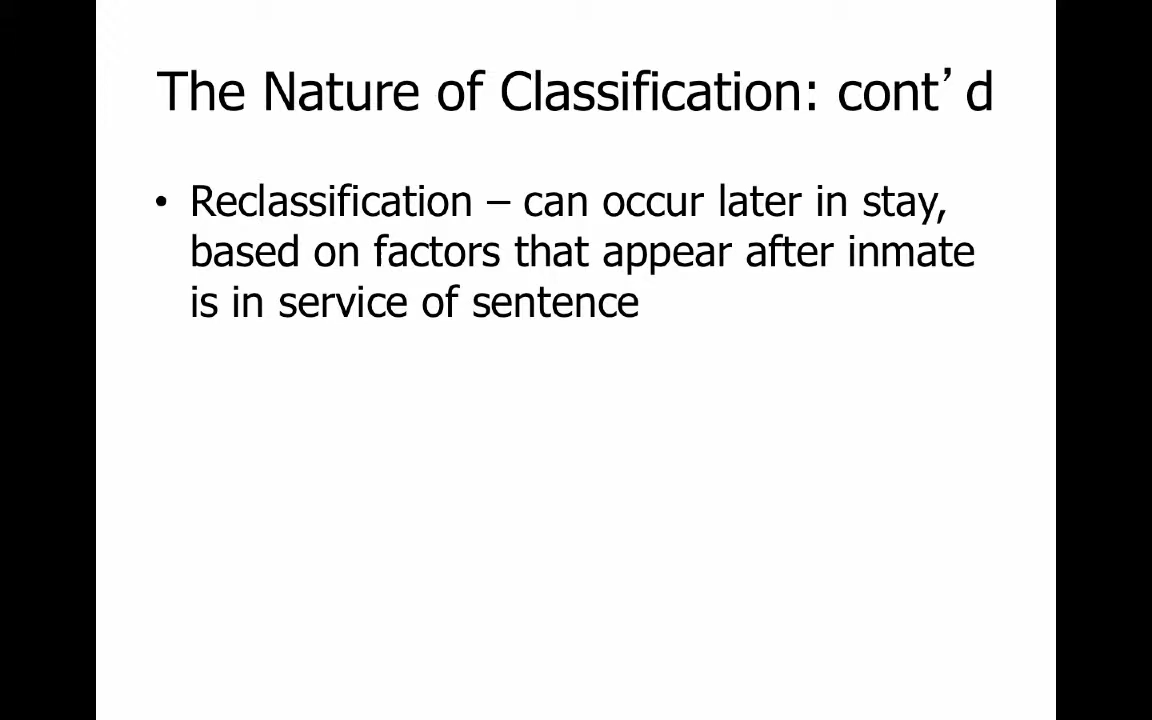 The Nature of Classification: cont’d
• Reclassification – can occur later in stay,
based on factors that appear after inmate
is in service of sentence